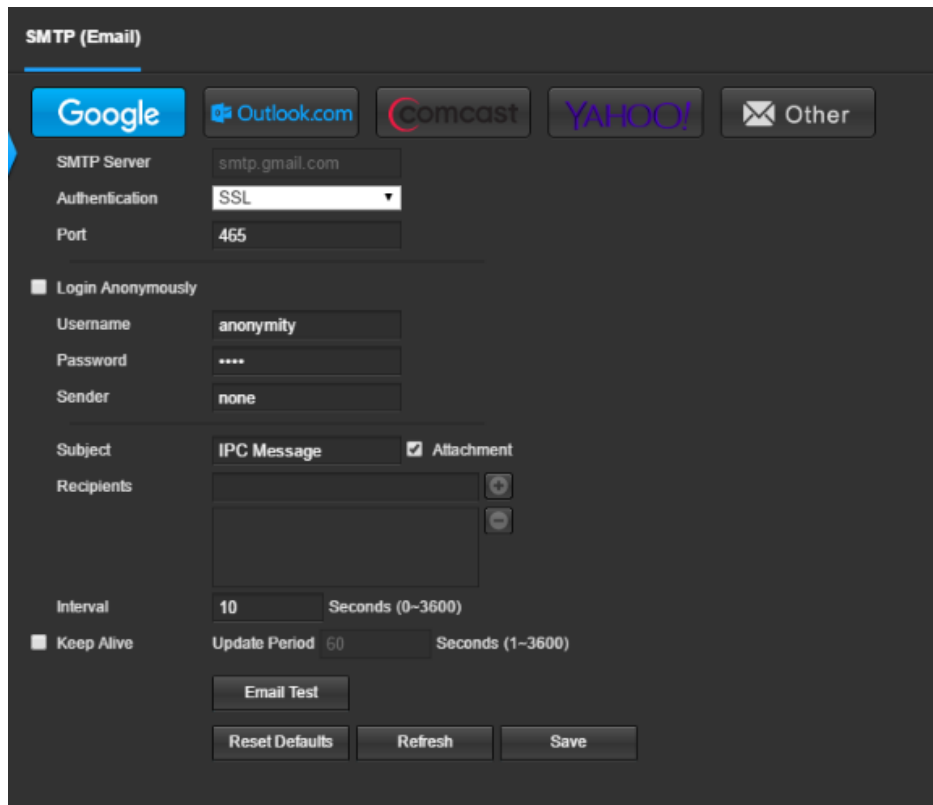 SMTP (Email)
Google Outlook.com comcast YAHOO! Other
SMTP Server smtp.gmail.com
Authentication SSL
Port 465
Login Anonymously
Username anonymity
Password ••••
Sender none
Subject IPC Message Attachment
Recipients
Interval 10 Seconds (0~3600)
Keep Alive Update Period 60 Seconds (1~3600)
Email Test
Reset Defaults Refresh Save